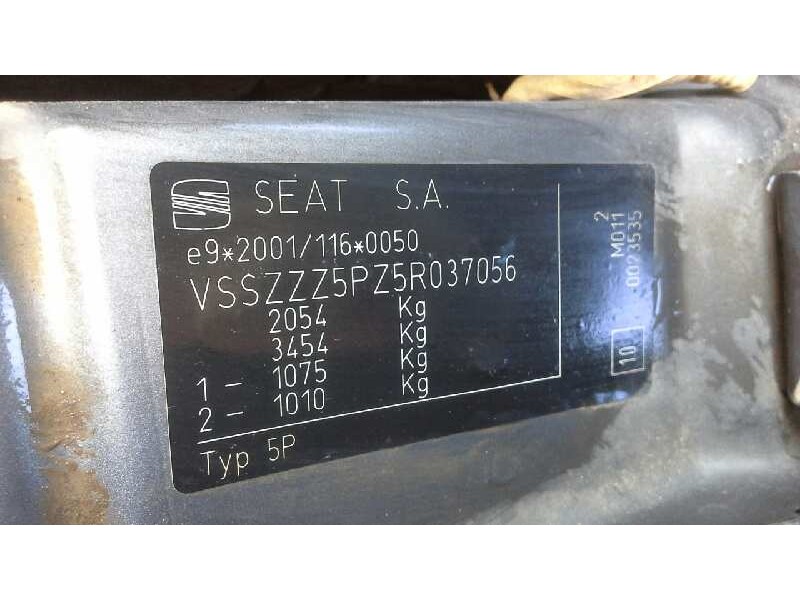 SEAT S.A.
e9*2001/116*0050
VSSZZZ5PZ5R037056
2054 Kg
3454 Kg
1 - 1075 Kg
2 - 1010 Kg
Typ 5P
2
M011
0023535
10